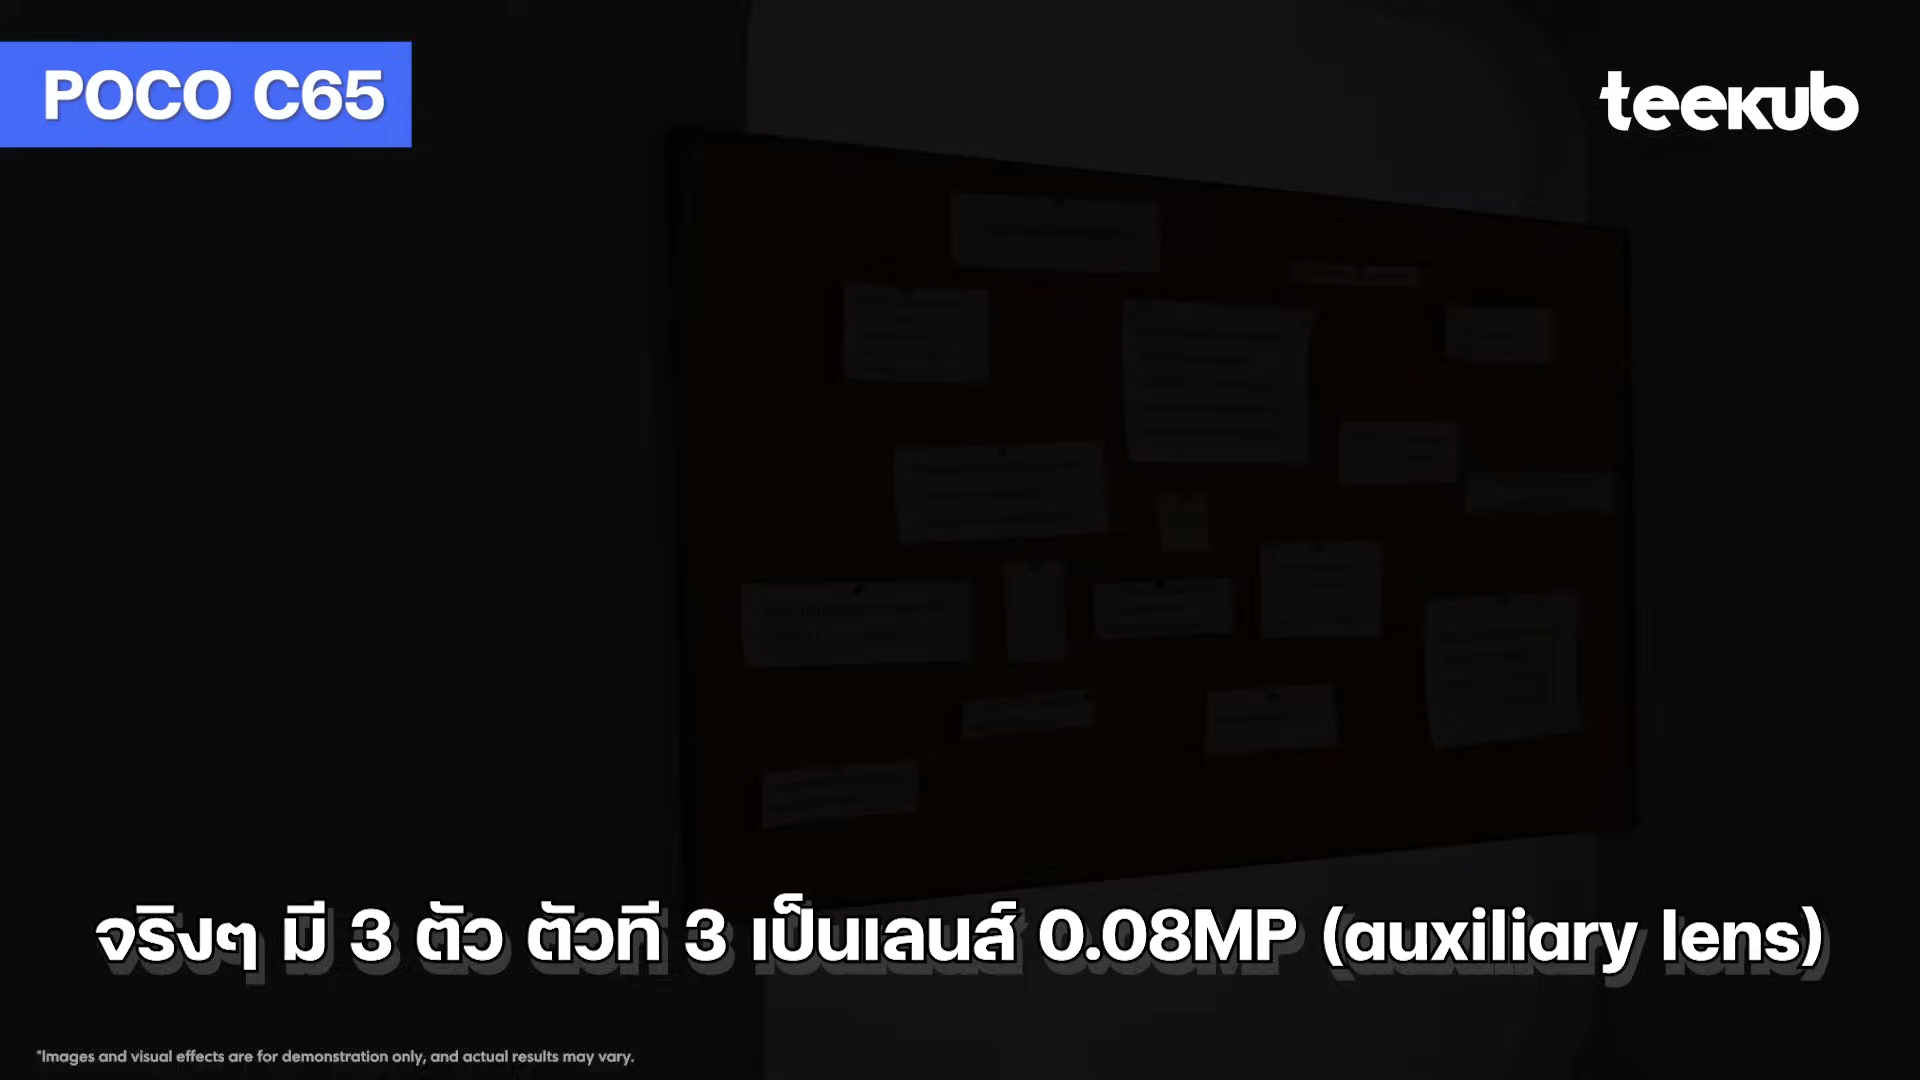 POCO C65
teekub
จริงๆ มี 3 ตัว ตัวที 3 เป็นเลนส์ 0.08MP (auxiliary lens)
*Images and visual effects are for demonstration only, and actual results may vary.